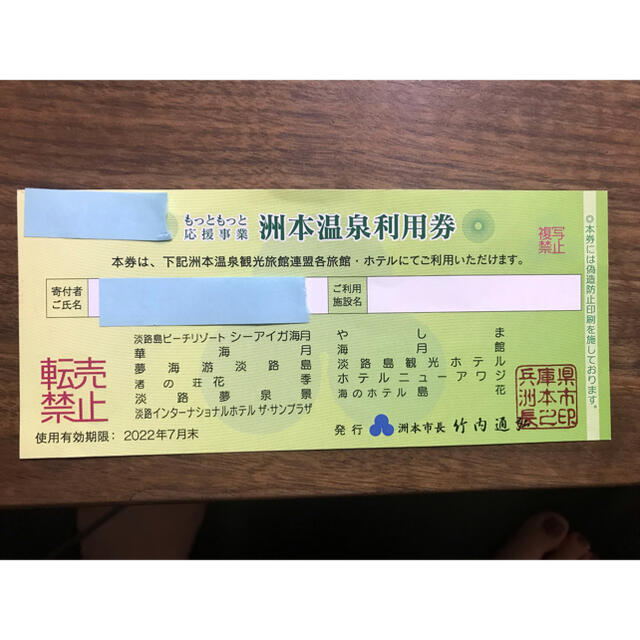 もっともっと
応援事業
洲本温泉利用券
複写
禁止
本券は、下記洲本温泉観光旅館連盟各旅館・ホテルにてご利用いただけます。
寄付者
ご氏名
ご利用
施設名
淡路島ビーチリゾート シーアイガ海月
華海月
夢海游淡路島
渚の荘花季
淡路夢泉景
淡路インターナショナルホテル ザ・サンプラザ
やしま
海月館
淡路島観光ホテル
ホテルニューアワジ
海のホテル島花
転売
禁止
使用有効期限: 2022年7月末
発行 洲本市長 竹内通弘
兵庫県
洲本市
長之印
◎本券には偽造防止印刷を施しております。